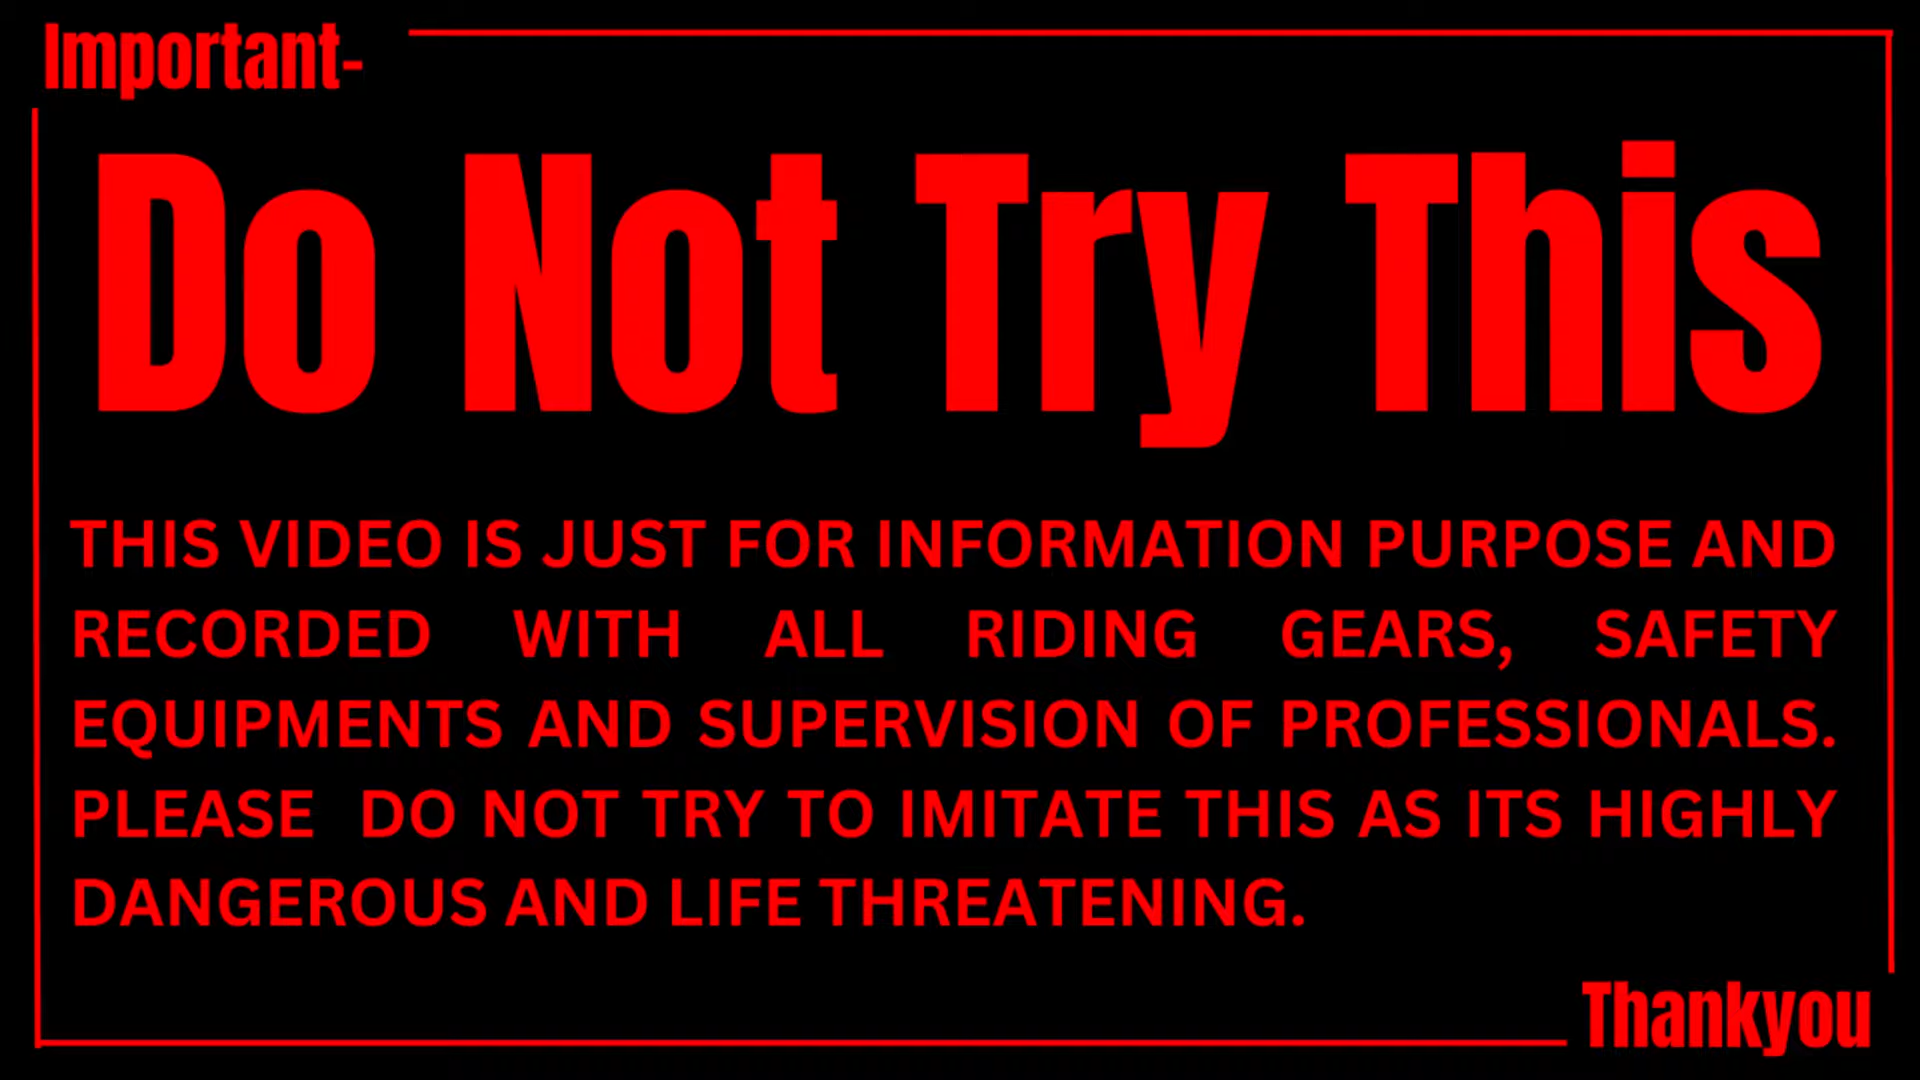 Important-
Do Not Try This
THIS VIDEO IS JUST FOR INFORMATION PURPOSE AND
RECORDED WITH ALL RIDING GEARS, SAFETY
EQUIPMENTS AND SUPERVISION OF PROFESSIONALS.
PLEASE DO NOT TRY TO IMITATE THIS AS ITS HIGHLY
DANGEROUS AND LIFE THREATENING.
Thankyou